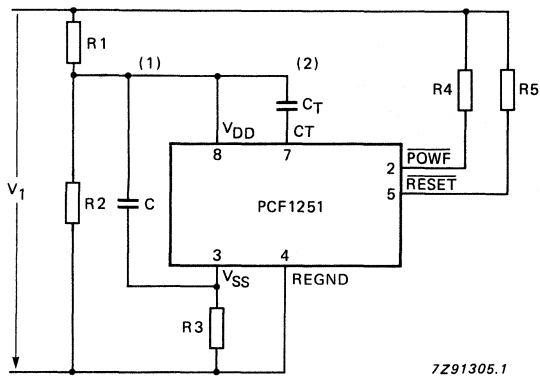 R1
(1)
(2)
R4
R5
CT
VDD
CT
8
7
POWF
2
RESET
5
V1
R2
C
PCF1251
3
4
VSS
REGND
R3
7Z91305.1